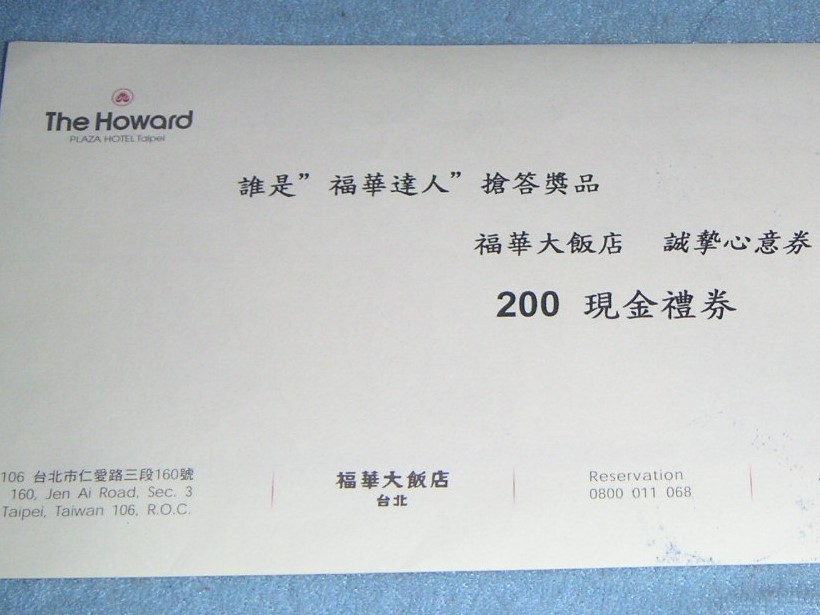 The Howard
PLAZA HOTEL Taipei
誰是”福華達人”搶答獎品
福華大飯店 誠摯心意券
200 現金禮券
106 台北市仁愛路三段160號
160, Jen Ai Road, Sec. 3
Taipei, Taiwan 106, R.O.C.
福華大飯店
台北
Reservation
0800 011 068